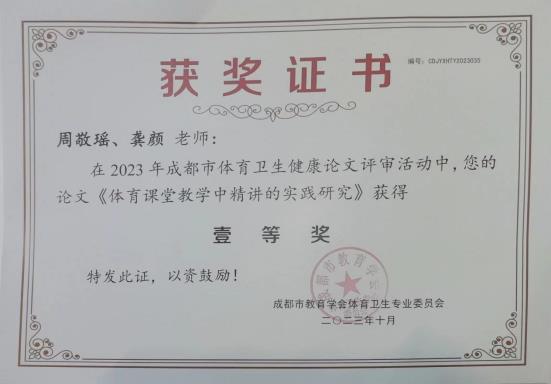 获奖证书
编号：CDJYXHTY2023035
周敬瑶、龚颜 老师：
在 2023 年成都市体育卫生健康论文评审活动中，您的
论文《体育课堂教学中精讲的实践研究》获得
壹等奖
特发此证，以资鼓励！
成都市教育学会体育卫生专业委员会
二〇二三年十月